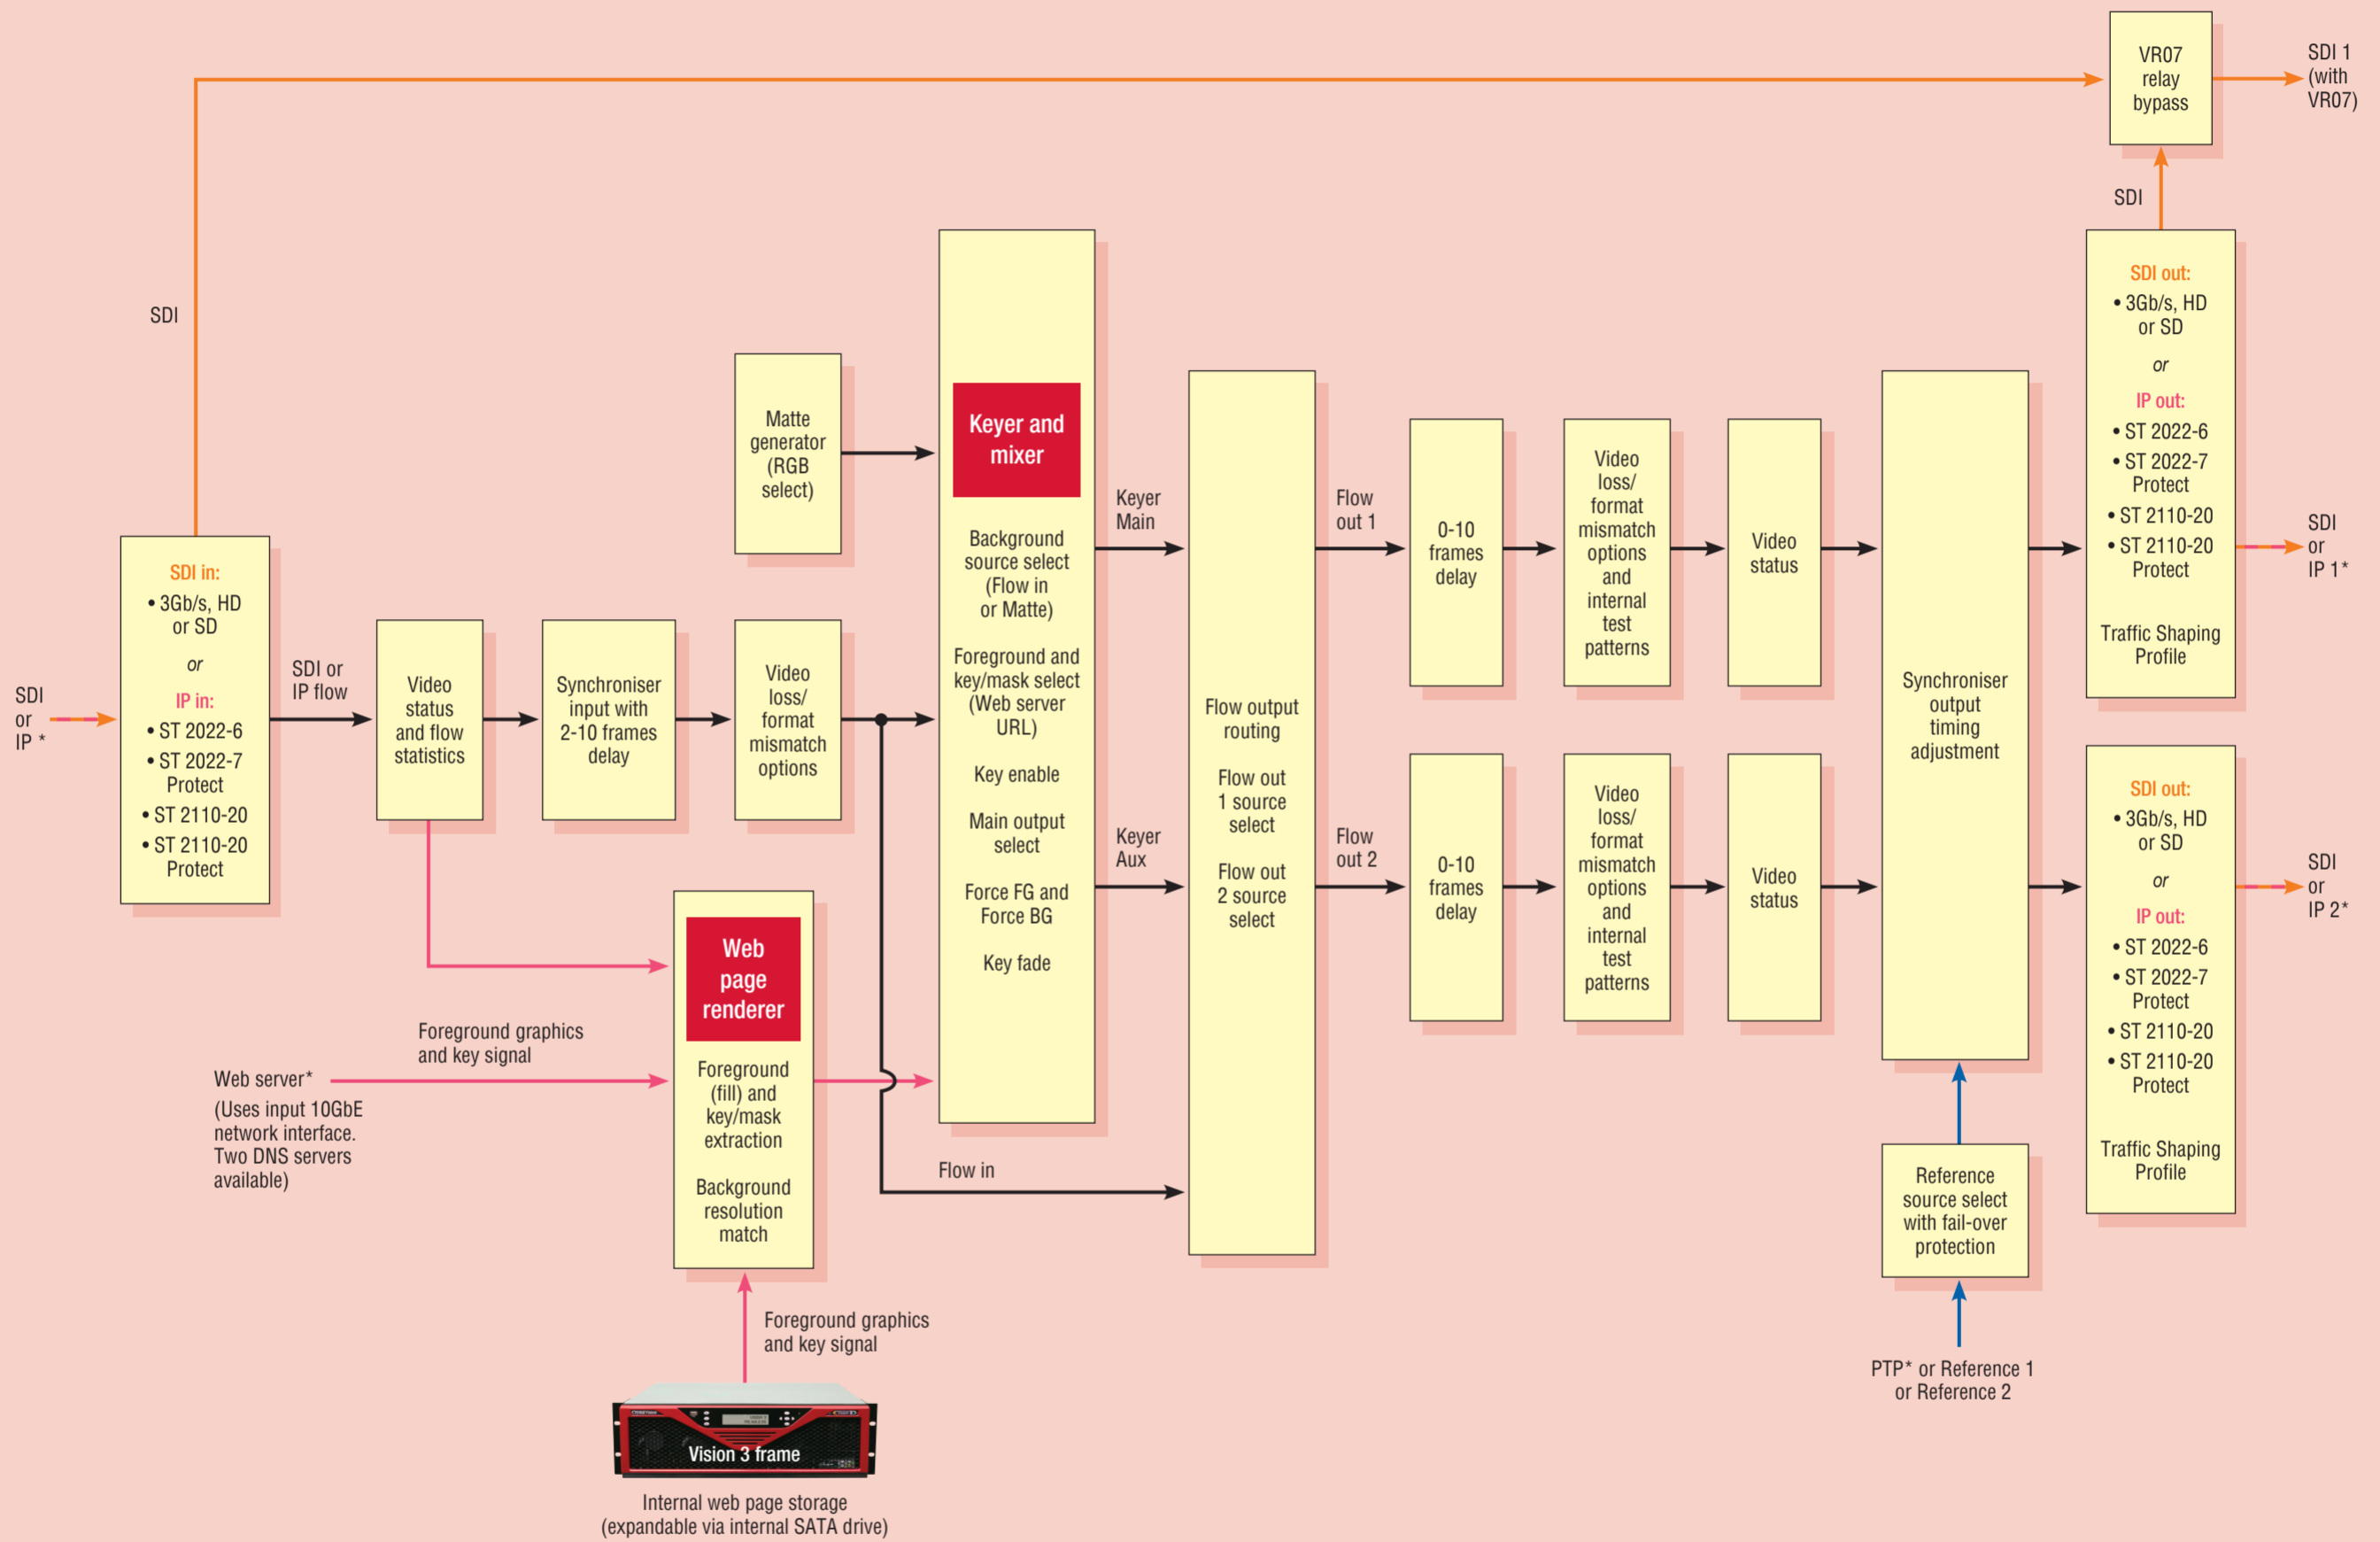 VR07
relay
bypass
SDI 1
(with
VR07)
SDI
SDI
SDI
or
IP *
SDI in:
• 3Gb/s, HD
or SD
or
IP in:
• ST 2022-6
• ST 2022-7
Protect
• ST 2110-20
• ST 2110-20
Protect
SDI or
IP flow
Video
status
and flow
statistics
Synchroniser
input with
2-10 frames
delay
Video
loss/
format
mismatch
options
Matte
generator
(RGB
select)
Keyer and
mixer
Background
source select
(Flow in
or Matte)
Foreground and
key/mask select
(Web server
URL)
Key enable
Main output
select
Force FG and
Force BG
Key fade
Web
page
renderer
Foreground
(fill) and
key/mask
extraction
Background
resolution
match
Foreground graphics
and key signal
Web server*
(Uses input 10GbE
network interface.
Two DNS servers
available)
Foreground graphics
and key signal
Vision 3 frame
Internal web page storage
(expandable via internal SATA drive)
Flow in
Keyer
Main
Keyer
Aux
Flow output
routing
Flow out
1 source
select
Flow out
2 source
select
Flow
out 1
Flow
out 2
0-10
frames
delay
Video
loss/
format
mismatch
options
and
internal
test
patterns
Video
status
0-10
frames
delay
Video
loss/
format
mismatch
options
and
internal
test
patterns
Video
status
Synchroniser
output
timing
adjustment
Reference
source select
with fail-over
protection
PTP* or Reference 1
or Reference 2
SDI out:
• 3Gb/s, HD
or SD
or
IP out:
• ST 2022-6
• ST 2022-7
Protect
• ST 2110-20
• ST 2110-20
Protect
Traffic Shaping
Profile
SDI
or
IP 1*
SDI out:
• 3Gb/s, HD
or SD
or
IP out:
• ST 2022-6
• ST 2022-7
Protect
• ST 2110-20
• ST 2110-20
Protect
Traffic Shaping
Profile
SDI
or
IP 2*